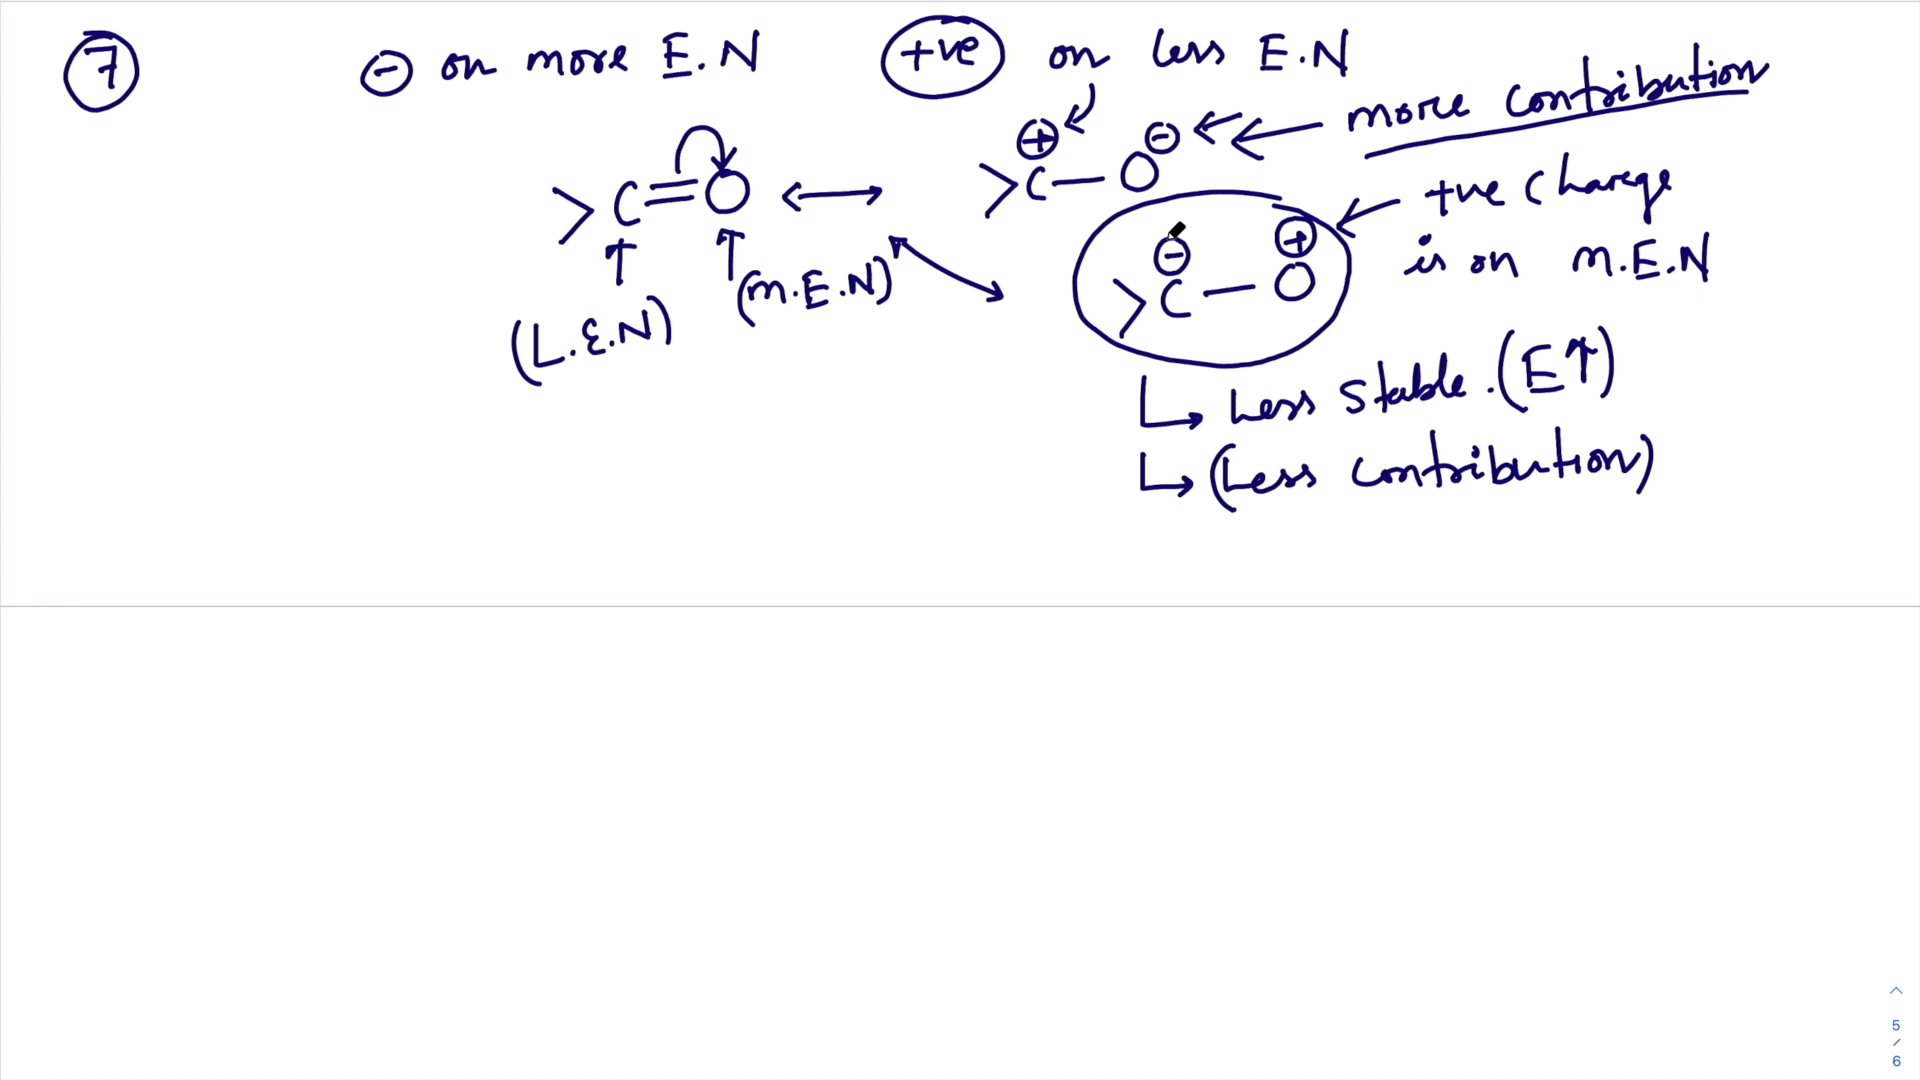 7 ⊖ on more E.N +ve on less E.N
more contribution
>C=O ↔ >C⊕—O⊖
+ve Charge
is on m.E.N
>C⊖—O⊕
(m.E.N)
(L.E.N)
Less Stable.(E↑)
(Less contribution)
5
/
6